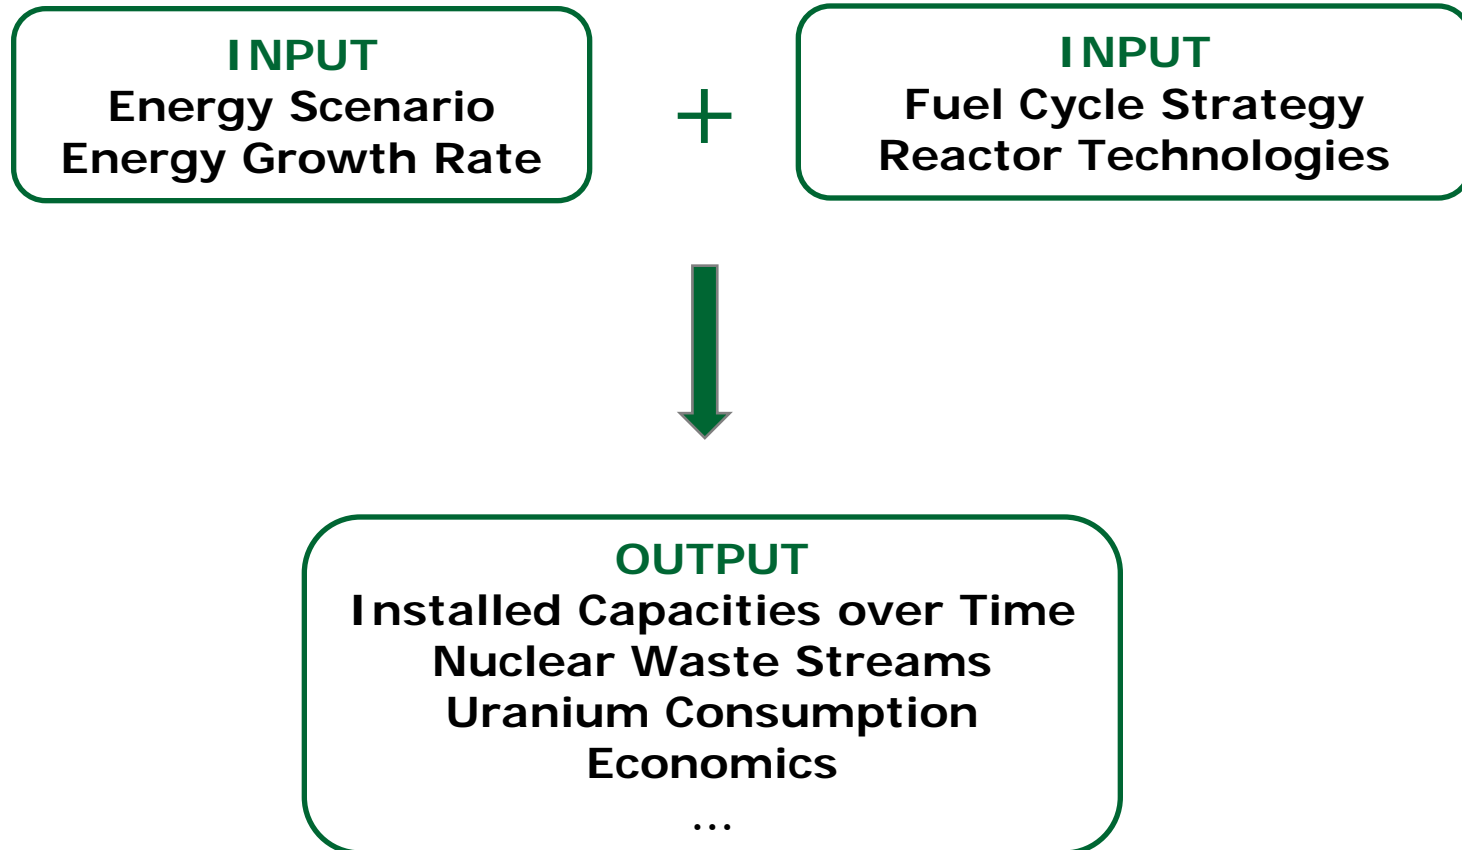 INPUT
Energy Scenario
Energy Growth Rate
+
INPUT
Fuel Cycle Strategy
Reactor Technologies
OUTPUT
Installed Capacities over Time
Nuclear Waste Streams
Uranium Consumption
Economics
...